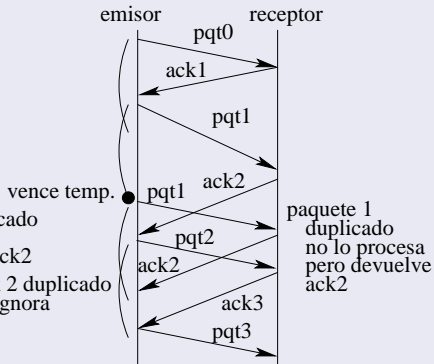 emisor
receptor
pqt0
ack1
pqt1
ack2
vence temp.
pqt1
cado
pqt2
ck2
ack2
2 duplicado
gnora
paquete 1
duplicado
no lo procesa
pero devuelve
ack2
ack3
pqt3